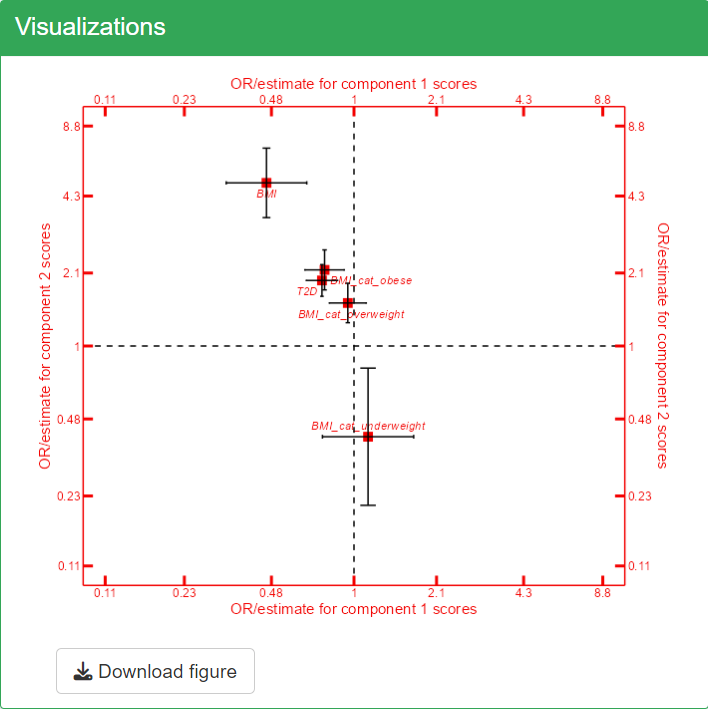 Visualizations
OR/estimate for component 1 scores
0.11 0.23 0.48 1 2.1 4.3 8.8
8.8 8.8
4.3 4.3
BMI
2.1 2.1
BMI_cat_obese
T2D
BMI_cat_overweight
1 1
0.48 0.48
BMI_cat_underweight
0.23 0.23
0.11 0.11
OR/estimate for component 2 scores
OR/estimate for component 2 scores
0.11 0.23 0.48 1 2.1 4.3 8.8
OR/estimate for component 1 scores
Download figure